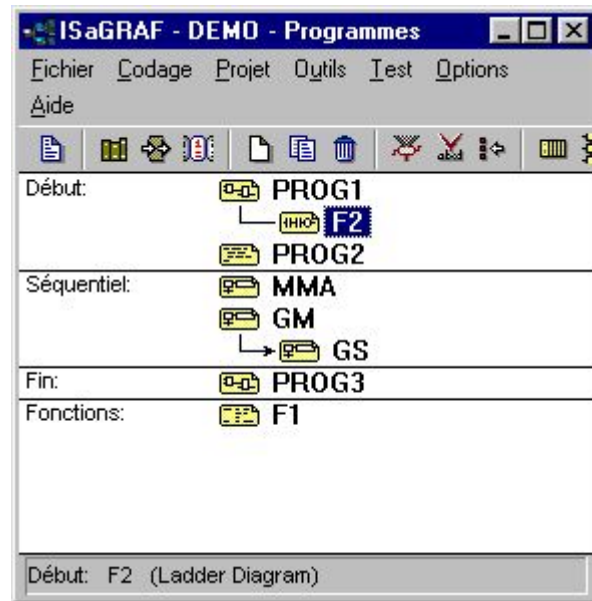 ISaGRAF - DEMO - Programmes
Fichier Codage Projet Outils Test Options
Aide
Début: PROG1
F2
PROG2
Séquentiel: MMA
GM
GS
Fin: PROG3
Fonctions: F1
Début: F2 (Ladder Diagram)